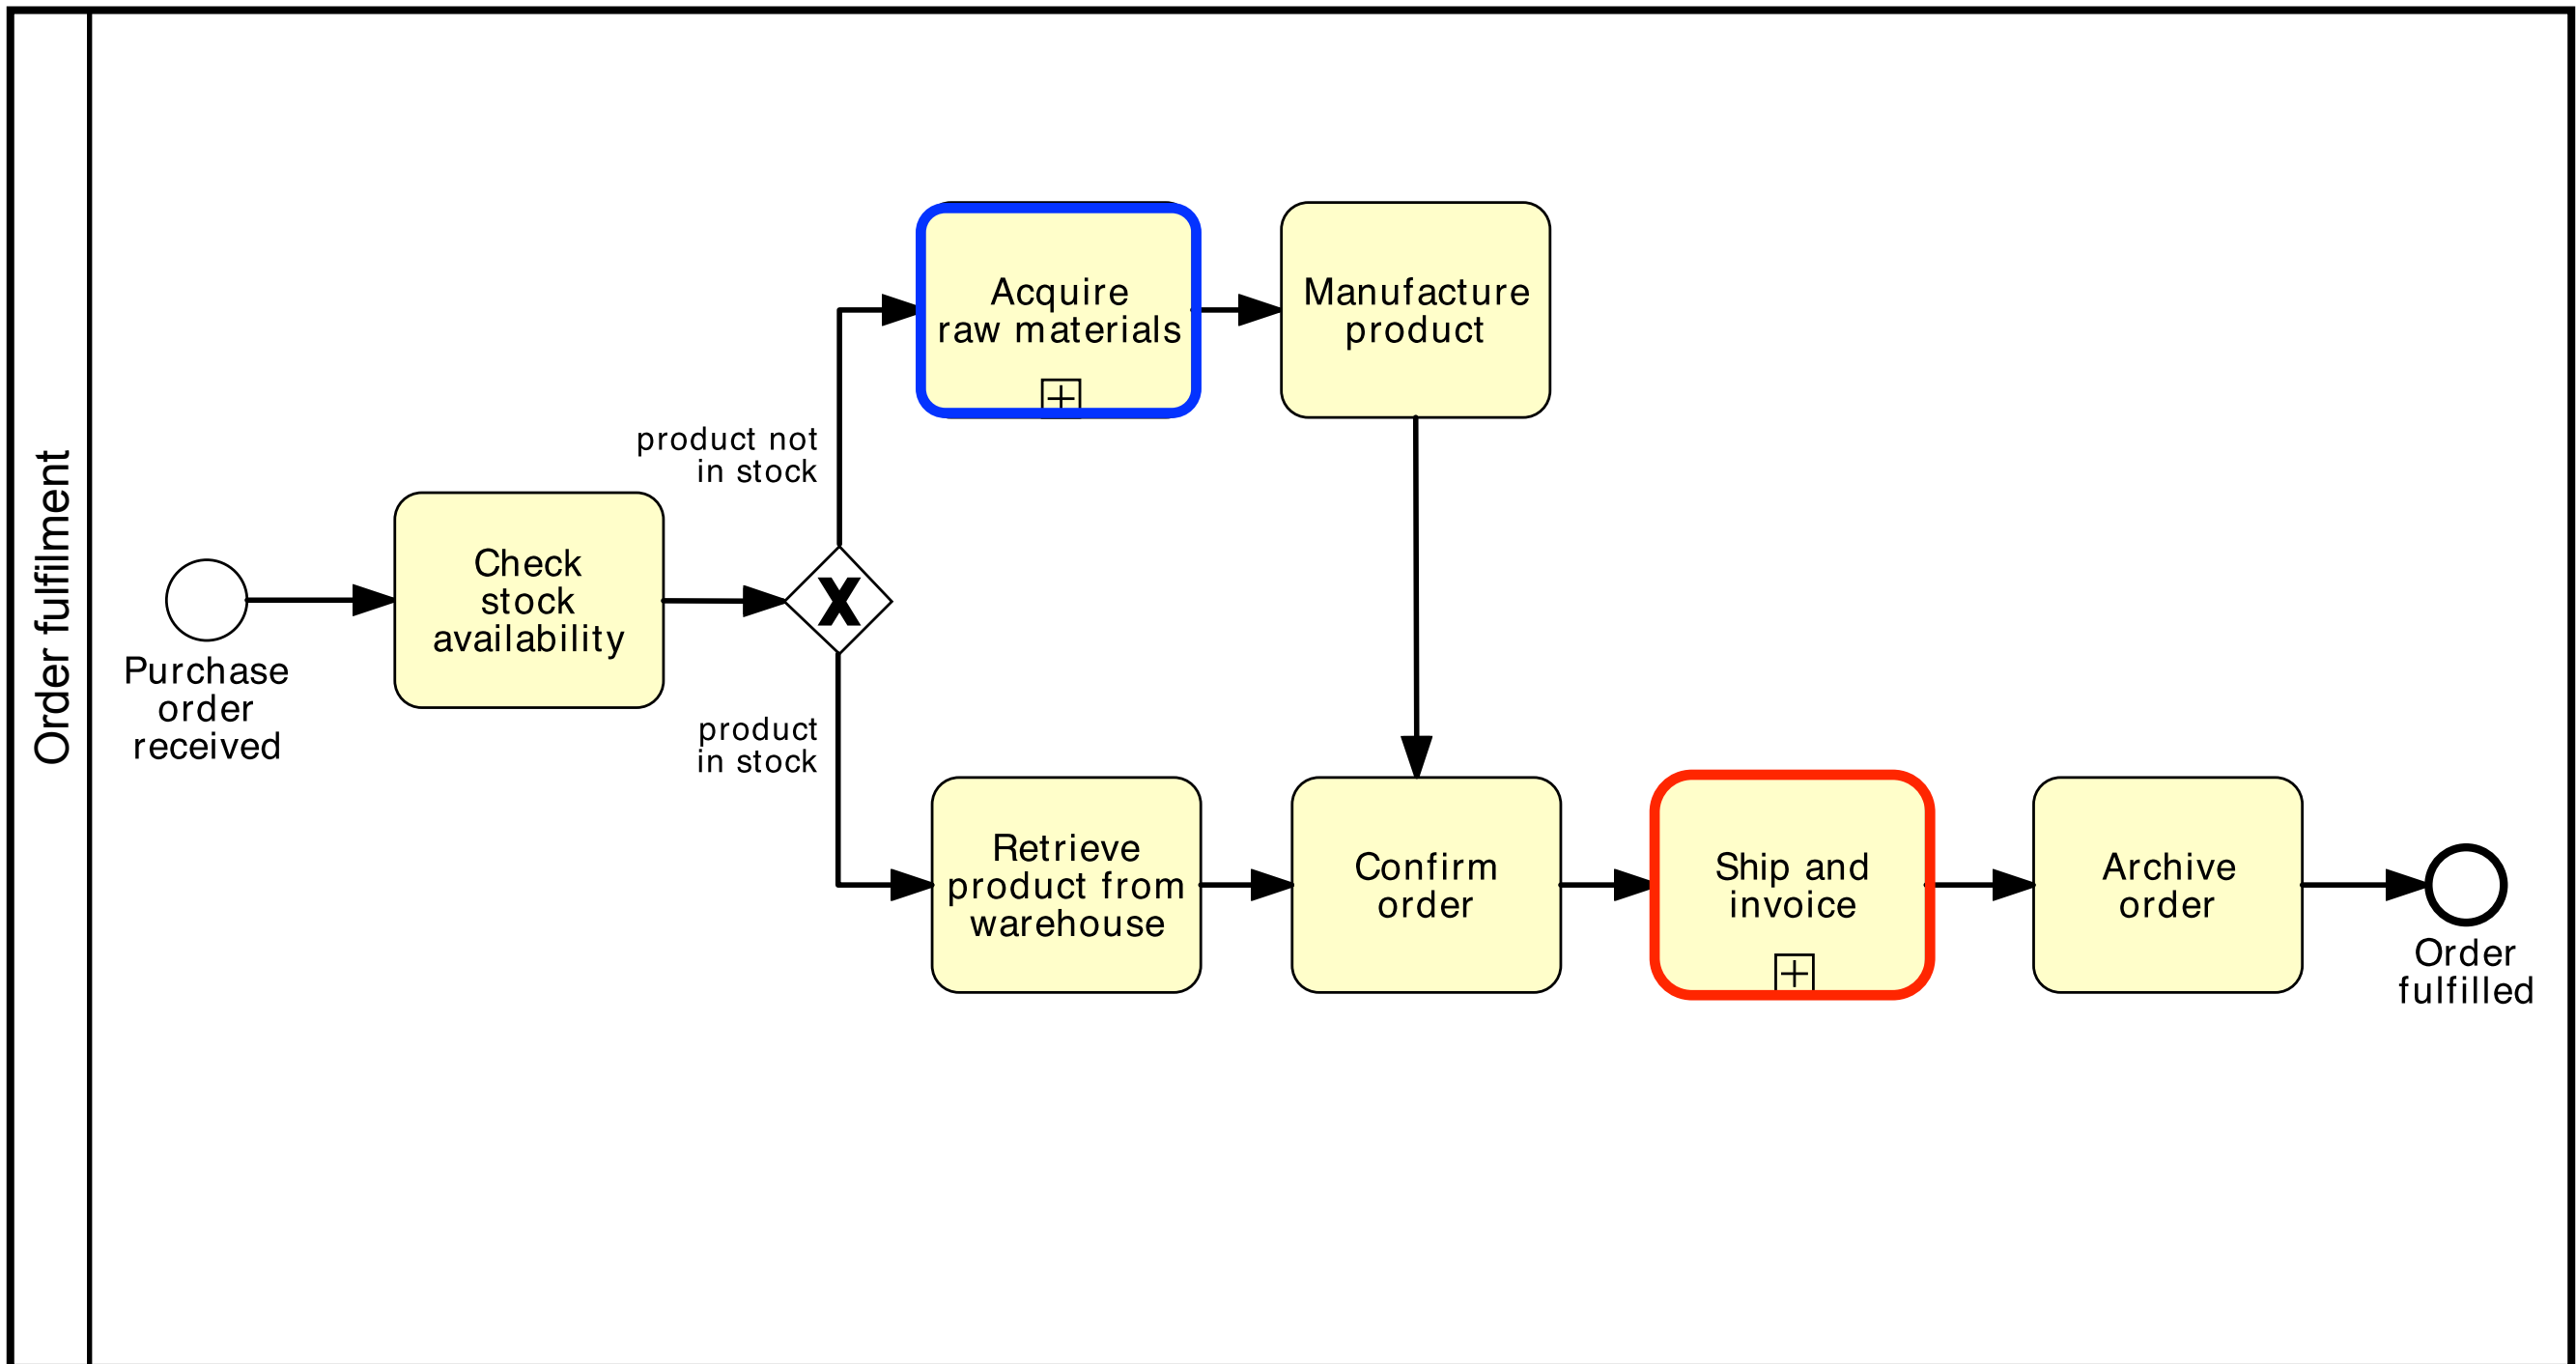 Order fulfilment
Purchase
order
received
Check
stock
availability
X
product not
in stock
Acquire
raw materials
Manufacture
product
product
in stock
Retrieve
product from
warehouse
Confirm
order
Ship and
invoice
Archive
order
Order
fulfilled